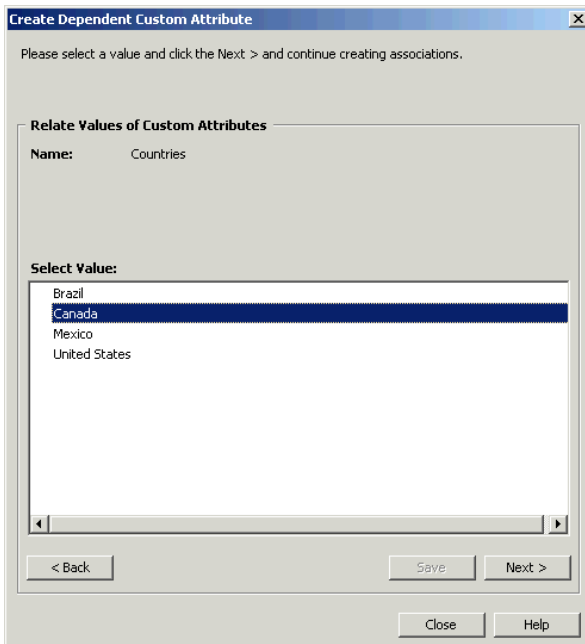 Create Dependent Custom Attribute
Please select a value and click the Next > and continue creating associations.
Relate Values of Custom Attributes
Name: Countries
Select Value:
Brazil
Canada
Mexico
United States
< Back Save Next >
Close Help